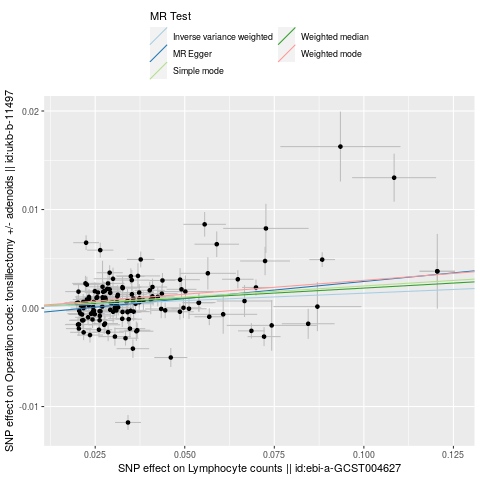 MR Test
Inverse variance weighted
Weighted median
MR Egger
Weighted mode
Simple mode
SNP effect on Operation code: tonsillectomy +/- adenoids || id:ukb-b-11497
0.02
0.01
0.00
-0.01
0.025
0.050
0.075
0.100
0.125
SNP effect on Lymphocyte counts || id:ebi-a-GCST004627